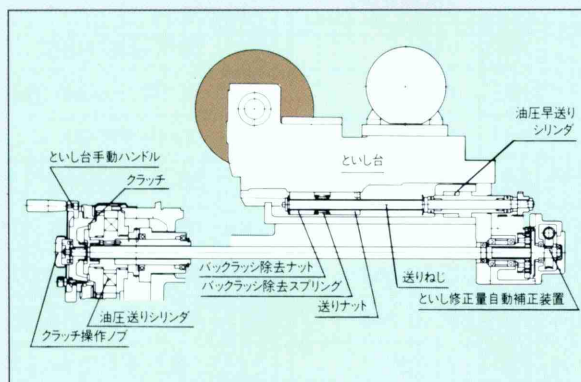 油圧早送り
シリンダ
といし台
といし台手動ハンドル
クラッチ
バックラッシ除去ナット
バックラッシ除去スプリング
送りねじ
油圧送りシリンダ
送りナット
といし修正量自動補正装置
クラッチ操作ノブ